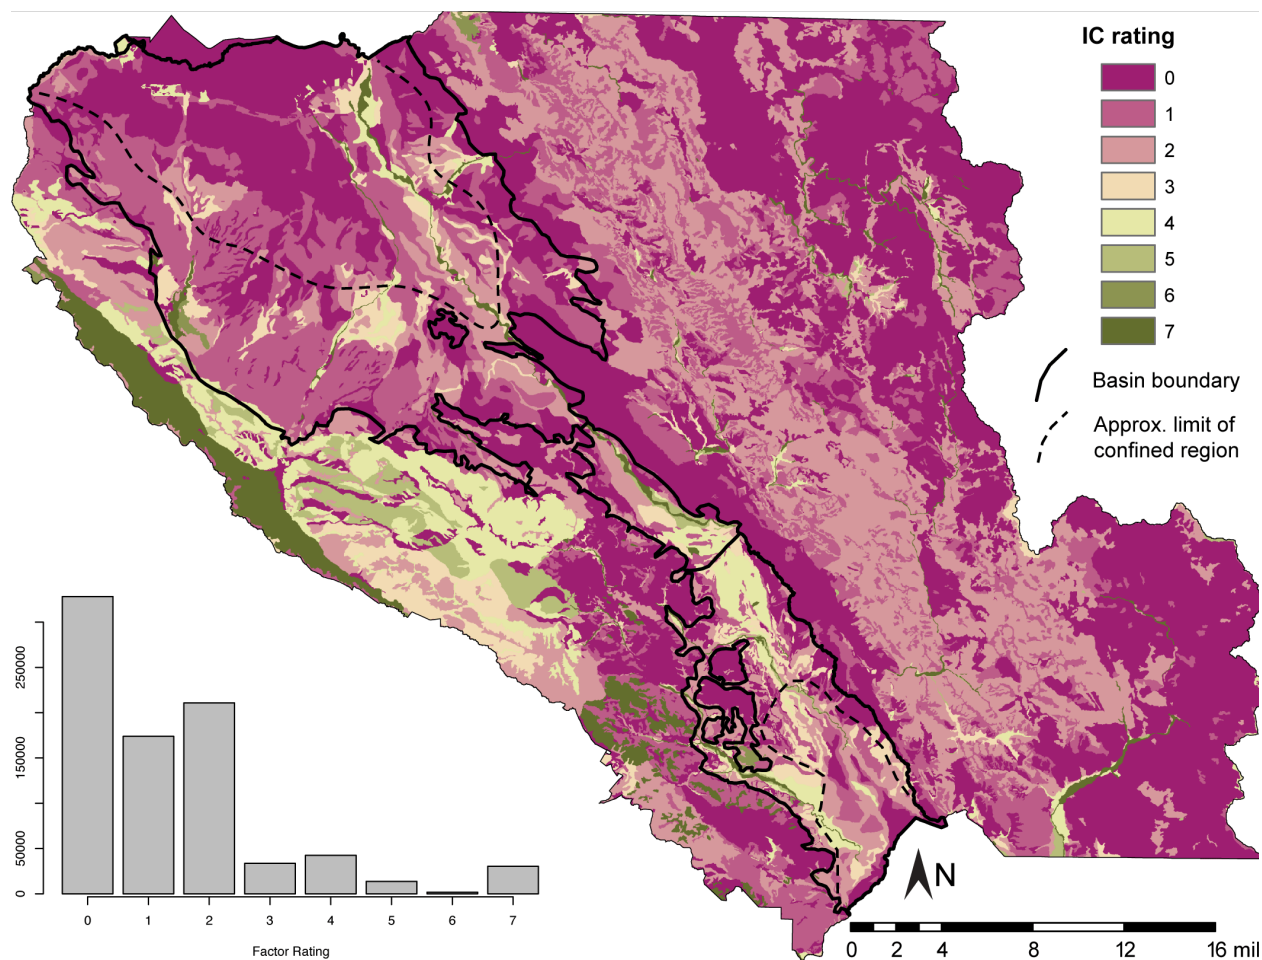 IC rating
0
1
2
3
4
5
6
7
Basin boundary
Approx. limit of
confined region
250000
150000
50000
0
0 1 2 3 4 5 6 7
Factor Rating
N
0 2 4 8 12 16 mil